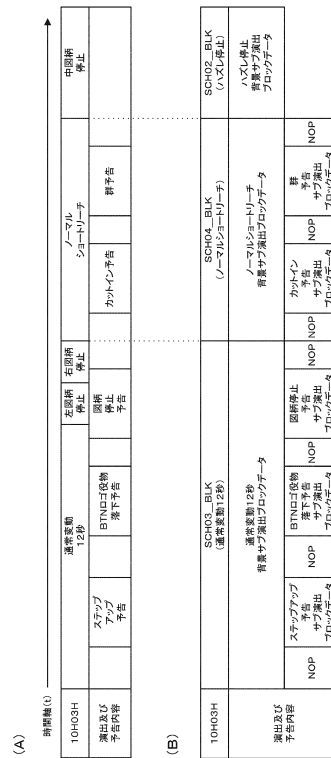 (A)
時間軸(t)
10H03H
通常変動
12秒
左図柄
停止
右図柄
停止
ノーマル
ショートリーチ
中図柄
停止
演出及び
予告内容
ステップ
アップ
予告
BTNロゴ役物
落下予告
図柄
停止
予告
カットイン予告
群予告
(B)
10H03H
SCH03__BLK
(通常変動12秒)
SCH04__BLK
(ノーマルショートリーチ)
SCH02__BLK
(ハズレ停止)
演出及び
予告内容
通常変動12秒
背景サブ演出ブロックデータ
ノーマルショートリーチ
背景サブ演出ブロックデータ
ハズレ停止
背景サブ演出
ブロックデータ
NOP
ステップアップ
予告
サブ演出
ブロックデータ
NOP
BTNロゴ役物
落下予告
サブ演出
ブロックデータ
NOP
図柄停止
予告
サブ演出
ブロックデータ
NOP
NOP
カットイン
予告
サブ演出
ブロックデータ
NOP
群
予告
サブ演出
ブロックデータ
NOP